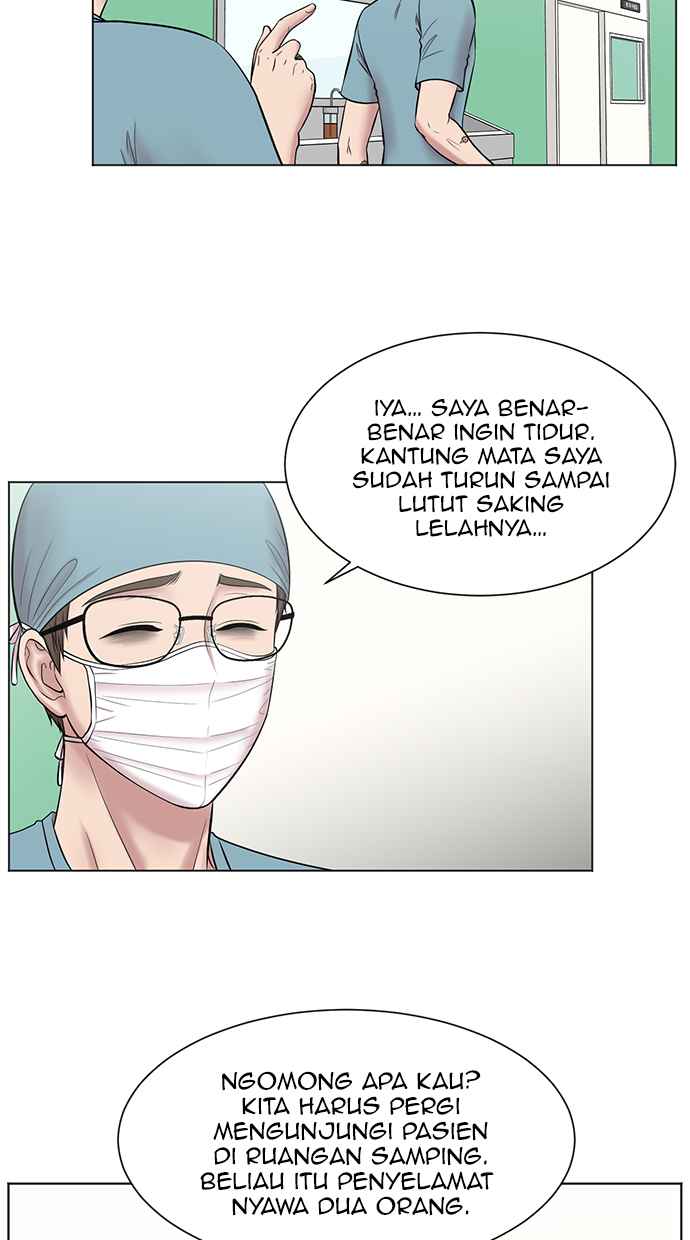 IYA... SAYA BENAR-
BENAR INGIN TIDUR.
KANTUNG MATA SAYA
SUDAH TURUN SAMPAI
LUTUT SAKING
LELAHNYA...
NGOMONG APA KAU?
KITA HARUS PERGI
MENGUNJUNGI PASIEN
DI RUANGAN SAMPING.
BELIAU ITU PENYELAMAT
NYAWA DUA ORANG.